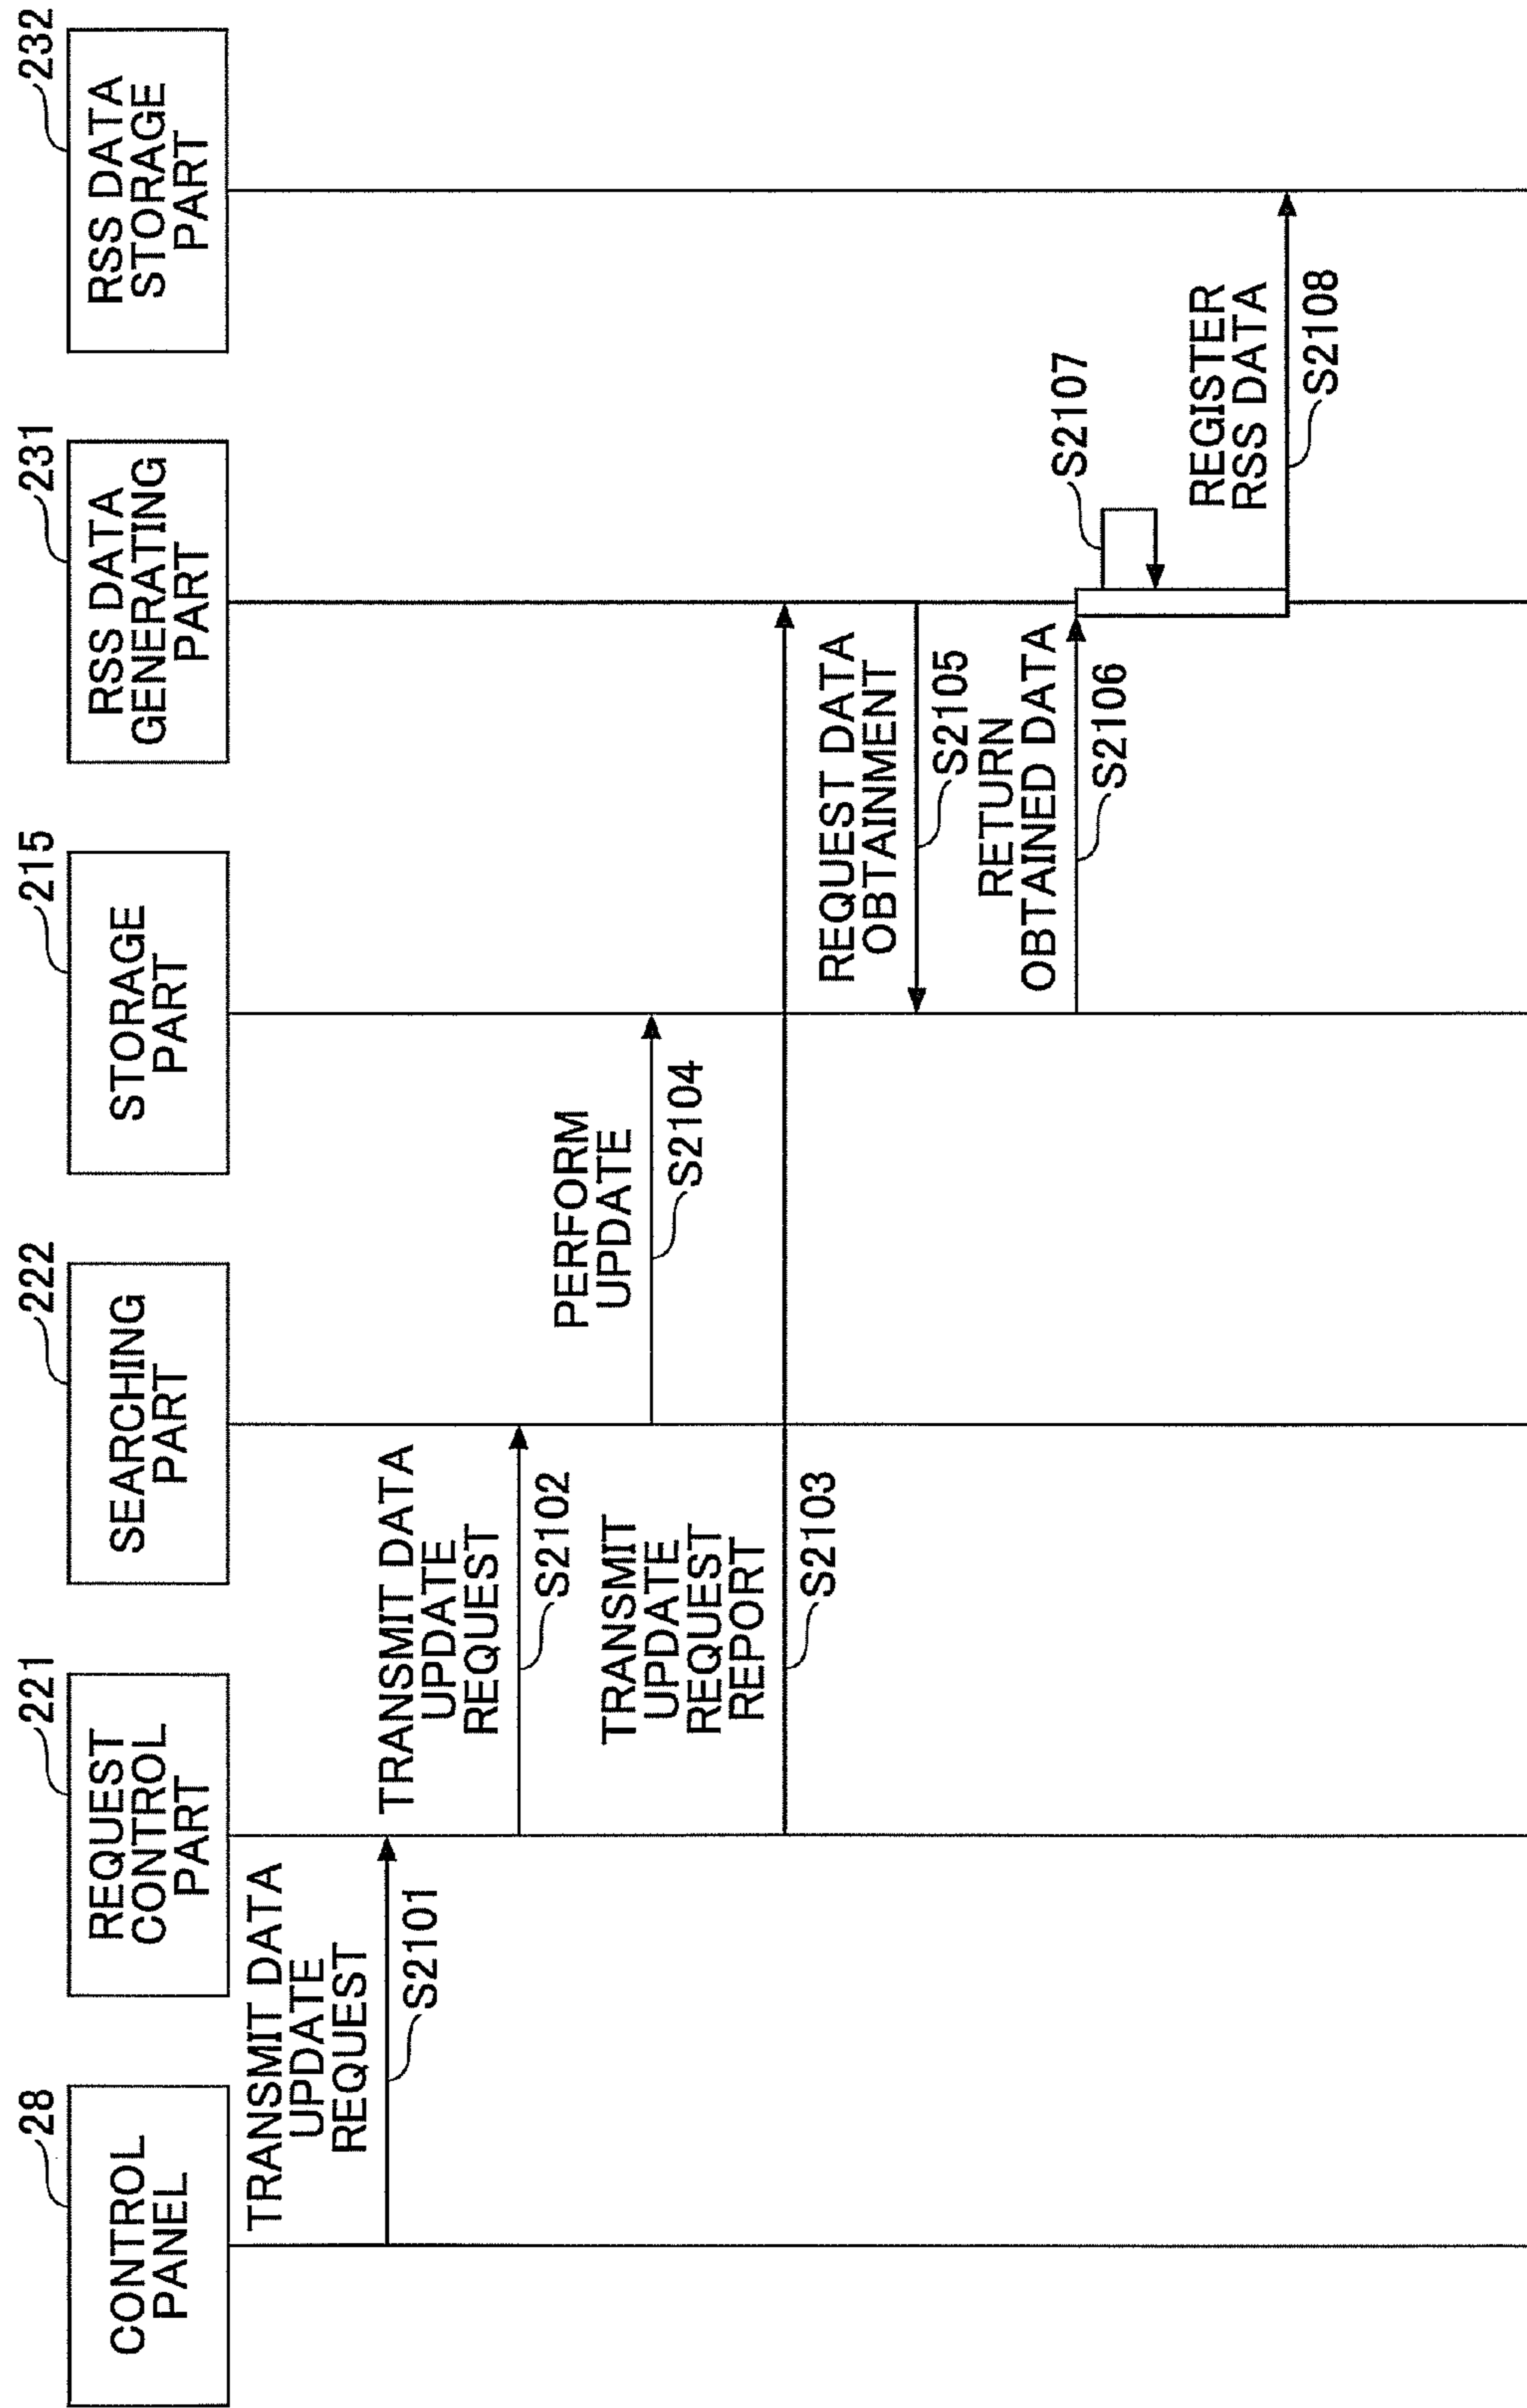 28
CONTROL
PANEL
221
REQUEST
CONTROL
PART
222
SEARCHING
PART
215
STORAGE
PART
231
RSS DATA
GENERATING
PART
232
RSS DATA
STORAGE
PART
TRANSMIT DATA
UPDATE
REQUEST
S2101
TRANSMIT DATA
UPDATE
REQUEST
S2102
PERFORM
UPDATE
S2104
TRANSMIT
UPDATE
REQUEST
REPORT
S2103
REQUEST DATA
OBTAINMENT
S2105
RETURN
OBTAINED DATA
S2106
S2107
REGISTER
RSS DATA
S2108